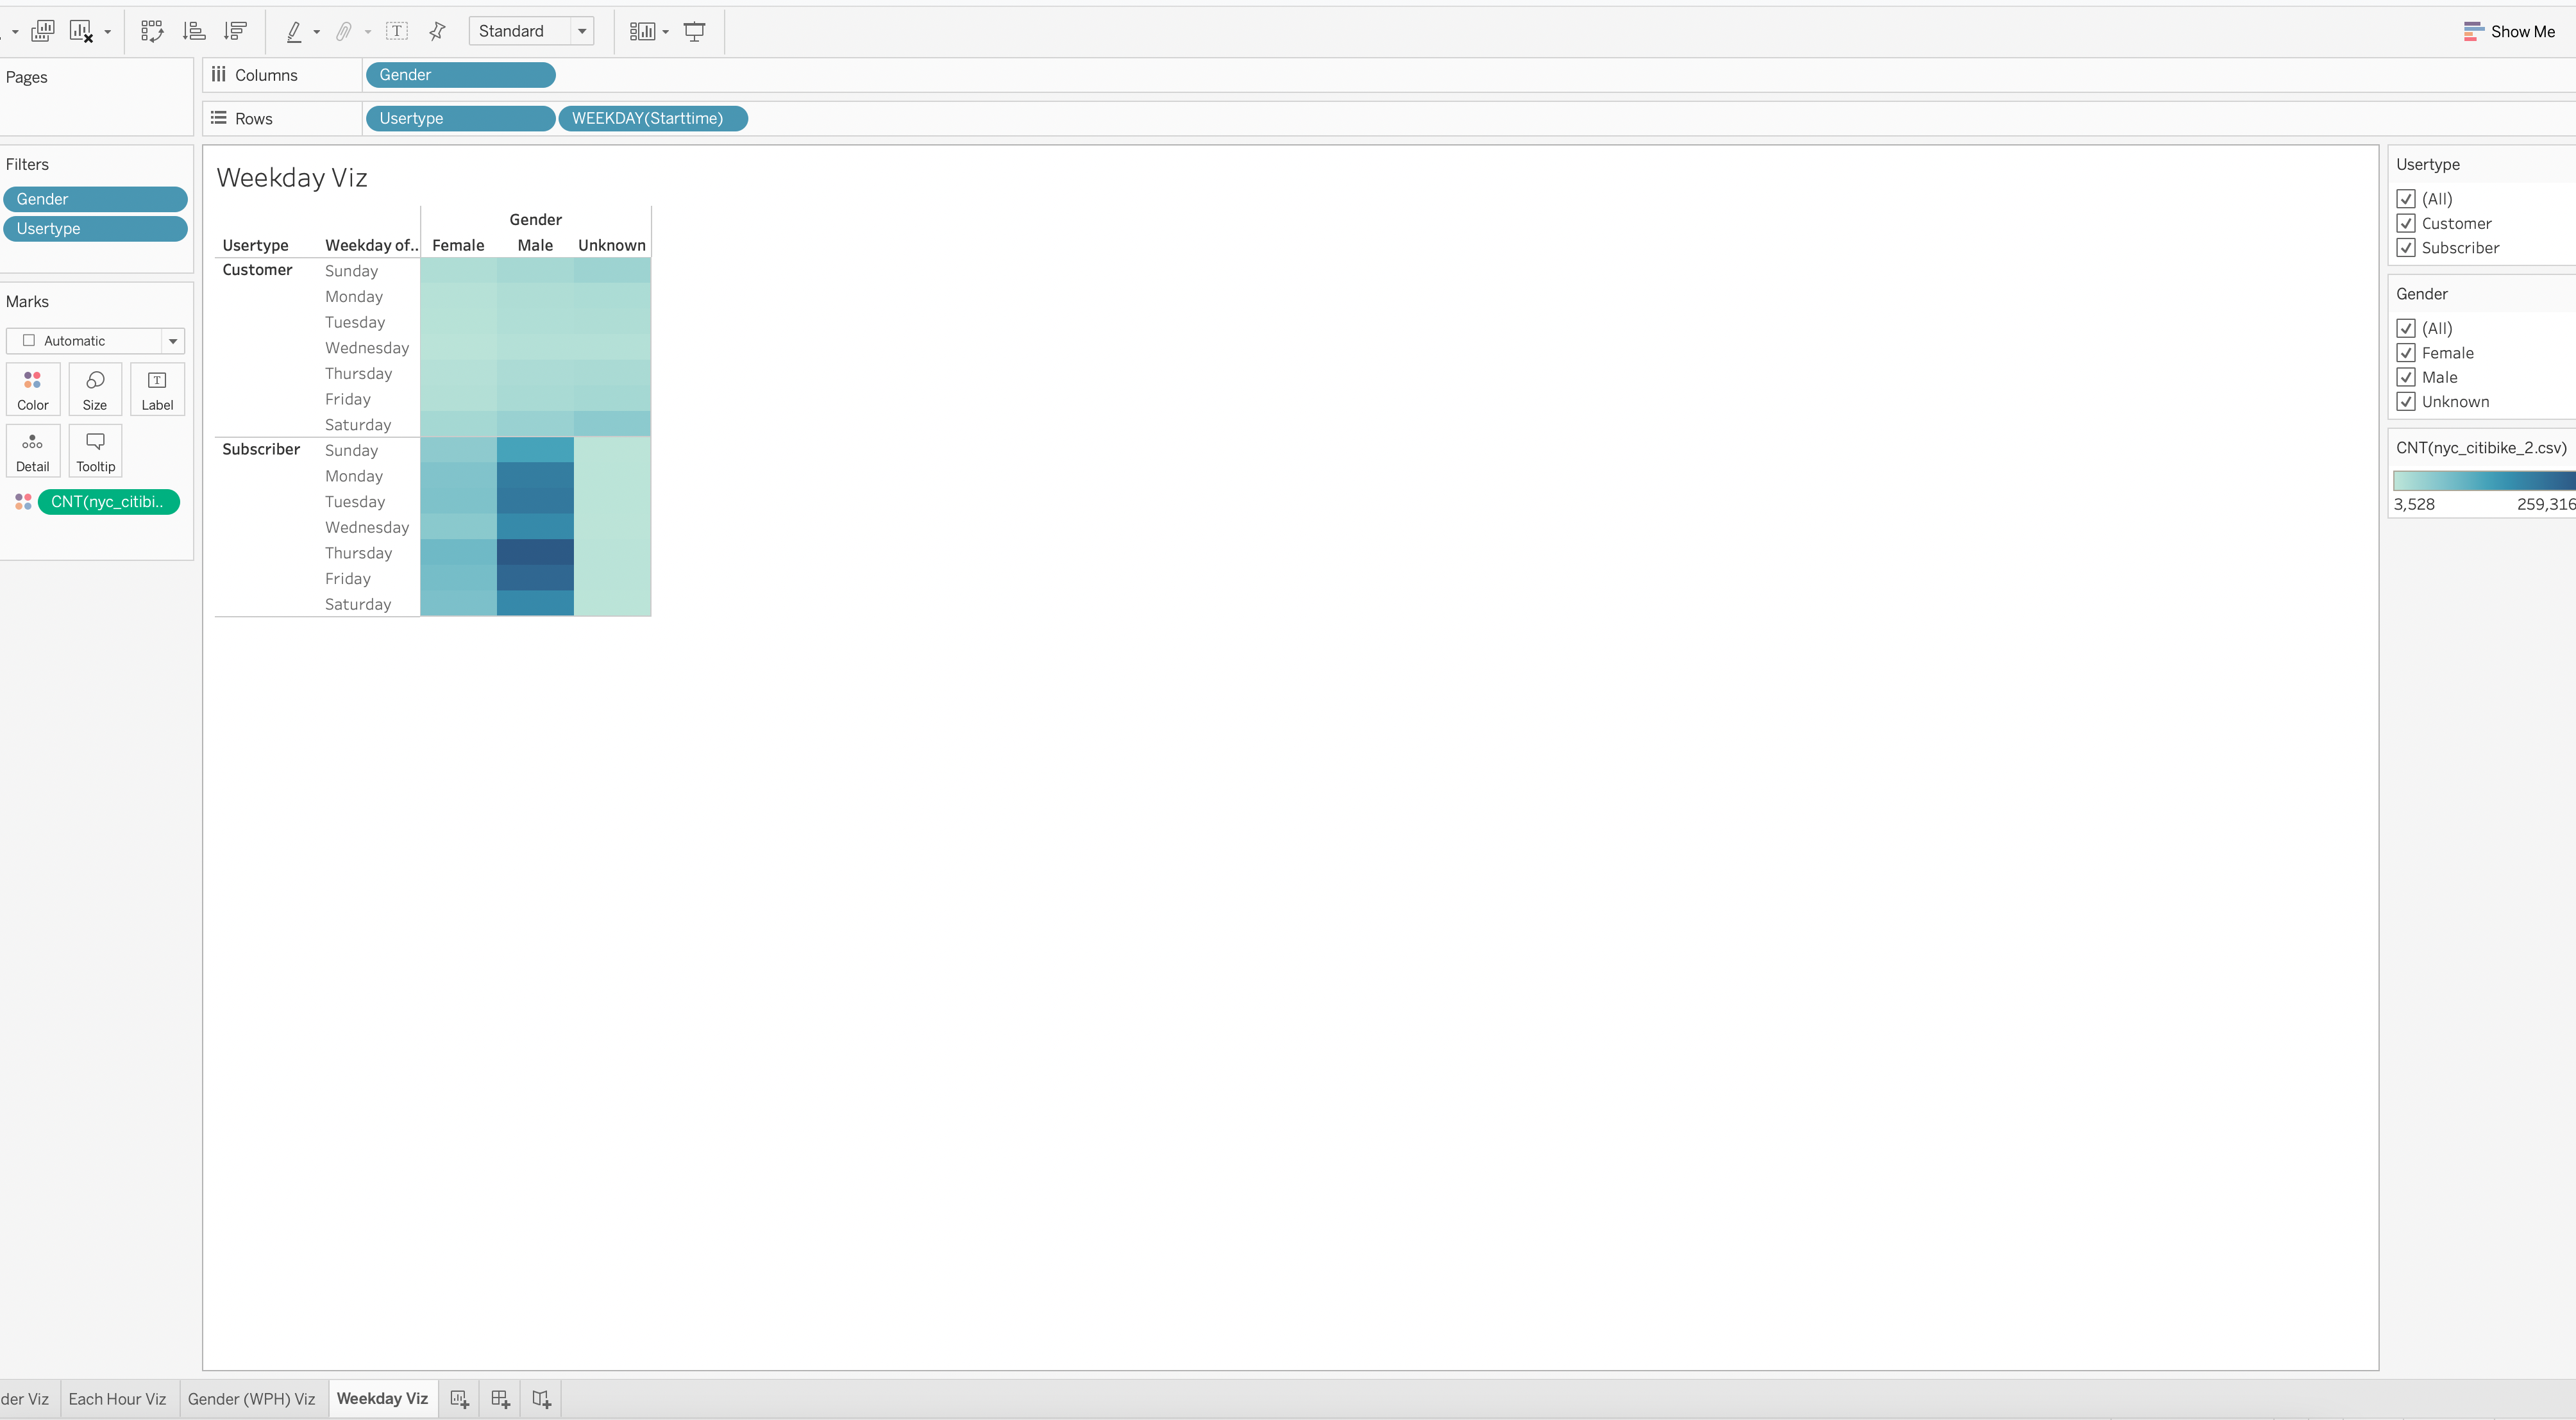 Standard
Show Me
Pages
Columns
Gender
Rows
Usertype WEEKDAY(Starttime)
Filters
Gender
Usertype
Marks
Automatic
Color Size T Label
Detail Tooltip
CNT(nyc_citibi..
Weekday Viz
Gender
Usertype Weekday of.. Female Male Unknown
Customer Sunday
Monday
Tuesday
Wednesday
Thursday
Friday
Saturday
Subscriber Sunday
Monday
Tuesday
Wednesday
Thursday
Friday
Saturday
Usertype
(All)
Customer
Subscriber
Gender
(All)
Female
Male
Unknown
CNT(nyc_citibike_2.csv)
3,528 259,316
der Viz Each Hour Viz Gender (WPH) Viz Weekday Viz